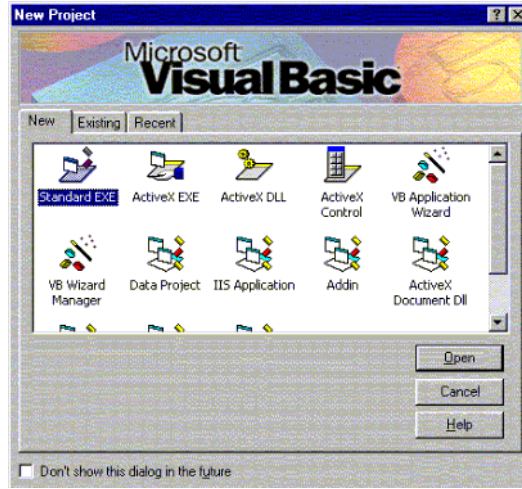 New Project
Microsoft
Visual Basic
New Existing Recent
Standard EXE ActiveX EXE ActiveX DLL ActiveX Control VB Application Wizard
VB Wizard Manager Data Project IIS Application Addin ActiveX Document Dll
Open
Cancel
Help
Don't show this dialog in the future